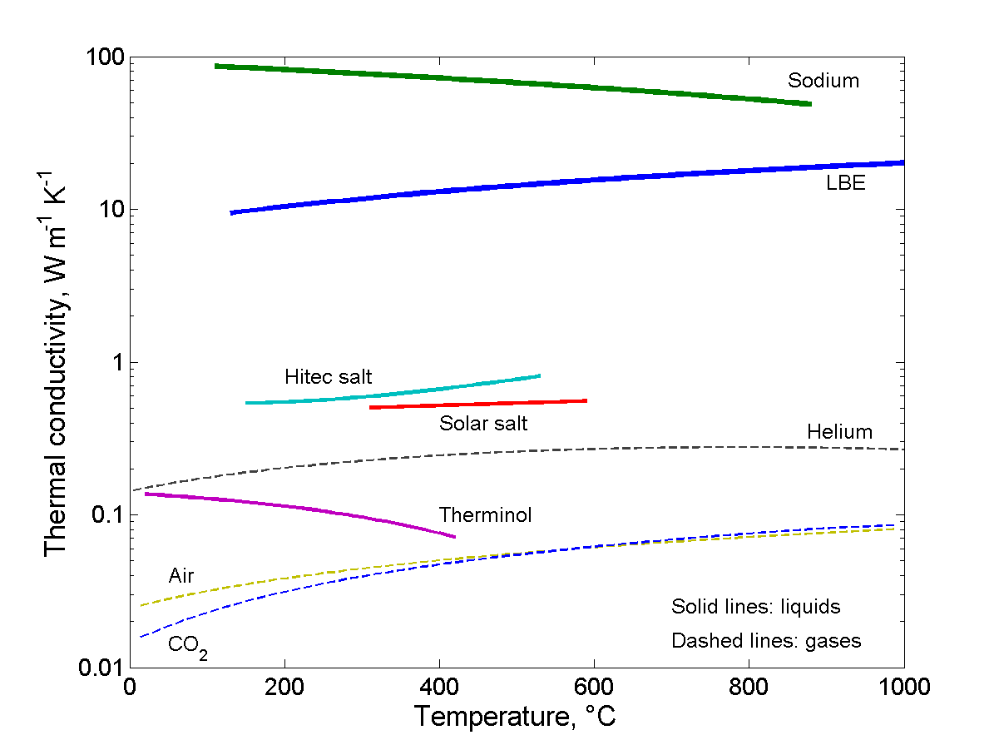 100
10
1
0.1
0.01
Thermal conductivity, W m-1 K-1
Sodium
LBE
Hitec salt
Solar salt
Helium
Therminol
Air
CO2
Solid lines: liquids
Dashed lines: gases
0 200 400 600 800 1000
Temperature, °C